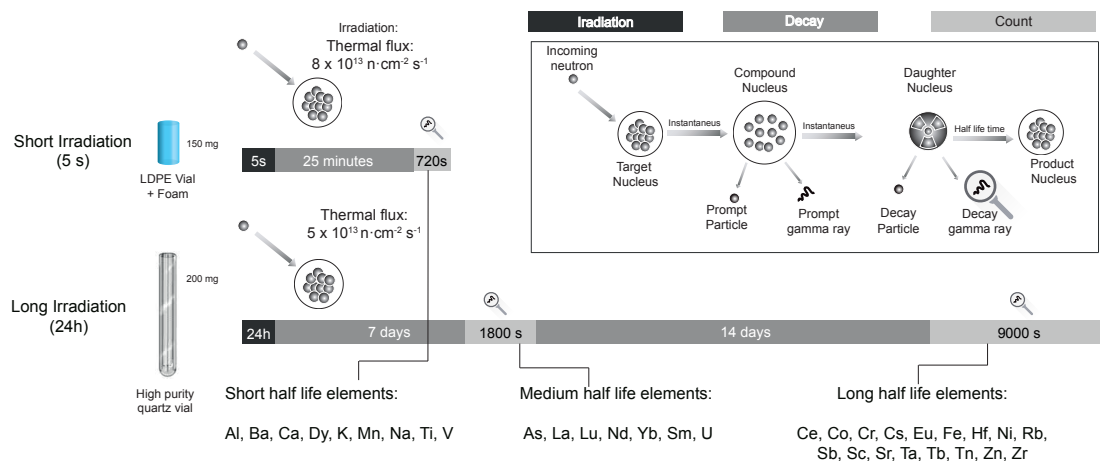 Iradiation
Decay
Count
Irradiation:
Thermal flux:
8 x 10¹³ n·cm⁻² s⁻¹
Incoming
neutron
Compound
Nucleus
Daughter
Nucleus
Instantaneus
Instantaneus
Half life time
Target
Nucleus
Product
Nucleus
Prompt
Particle
Prompt
gamma ray
Decay
Particle
Decay
gamma ray
Short Irradiation
(5 s)
150 mg
LDPE Vial
+ Foam
5s
25 minutes
720s
Thermal flux:
5 x 10¹³ n·cm⁻² s⁻¹
Long Irradiation
(24h)
200 mg
High purity
quartz vial
24h
7 days
1800 s
14 days
9000 s
Short half life elements:
Al, Ba, Ca, Dy, K, Mn, Na, Ti, V
Medium half life elements:
As, La, Lu, Nd, Yb, Sm, U
Long half life elements:
Ce, Co, Cr, Cs, Eu, Fe, Hf, Ni, Rb,
Sb, Sc, Sr, Ta, Tb, Tn, Zn, Zr